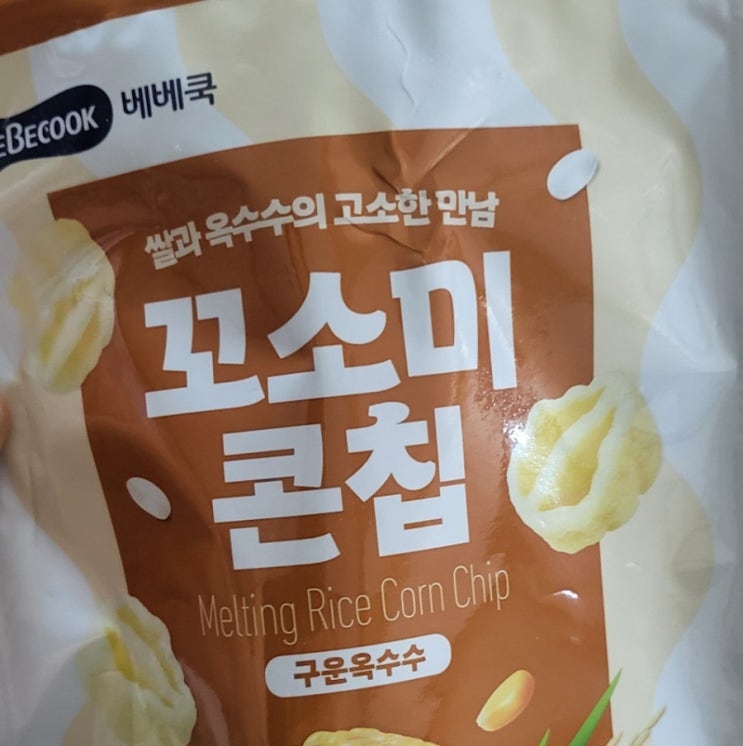 BEBECOOK 베베쿡
쌀과 옥수수의 고소한 만남
꼬소미
콘칩
Melting Rice Corn Chip
구운옥수수